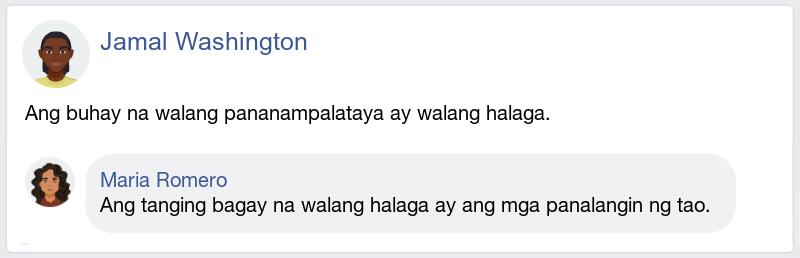 Jamal Washington
Ang buhay na walang pananampalataya ay walang halaga.
Maria Romero
Ang tanging bagay na walang halaga ay ang mga panalangin ng tao.